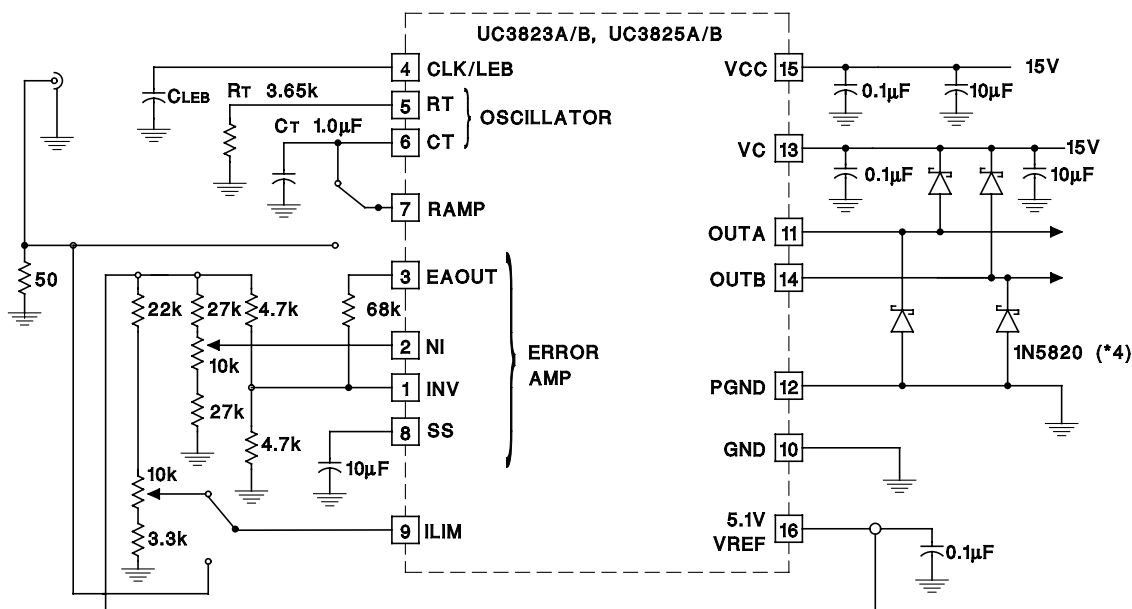 UC3823A/B, UC3825A/B
4 CLK/LEB
CLEB
RT 3.65k
5 RT
OSCILLATOR
CT 1.0μF
6 CT
7 RAMP
50
3 EAOUT
22k
27k
4.7k
68k
2 NI
10k
ERROR
AMP
1 INV
27k
8 SS
4.7k
10μF
10k
3.3k
9 ILIM
VCC 15
15V
0.1μF
10μF
VC 13
15V
0.1μF
10μF
OUTA 11
OUTB 14
1N5820 (*4)
PGND 12
GND 10
5.1V
VREF 16
0.1μF